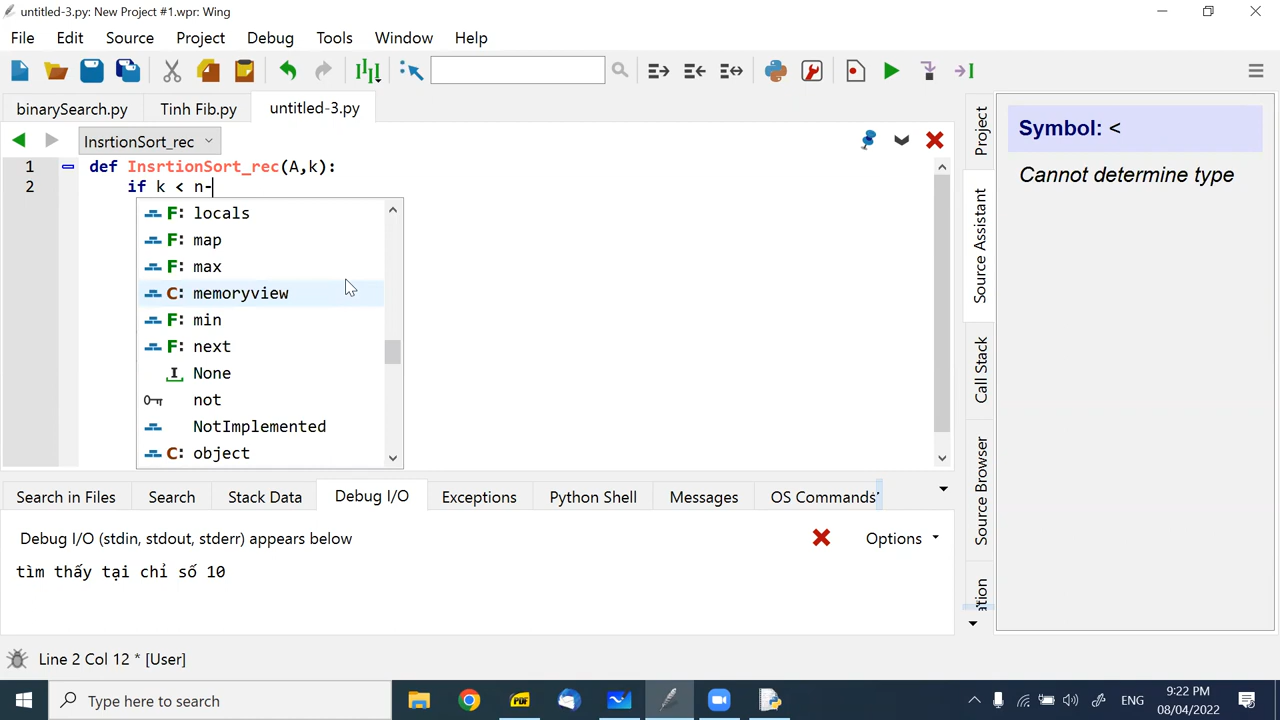 untitled-3.py: New Project #1.wpr: Wing
File Edit Source Project Debug Tools Window Help
binarySearch.py Tinh Fib.py untitled-3.py
InsrtionSort_rec
1 def InsrtionSort_rec(A,k):
2 if k < n-
F: locals
F: map
F: max
C: memoryview
F: min
F: next
I None
not
NotImplemented
C: object
Project
Source Assistant
Call Stack
Source Browser
Symbol: <
Cannot determine type
Search in Files Search Stack Data Debug I/O Exceptions Python Shell Messages OS Commands
Debug I/O (stdin, stdout, stderr) appears below Options
tìm thấy tại chỉ số 10
Line 2 Col 12 * [User]
Type here to search
PDF
ENG
9:22 PM
08/04/2022